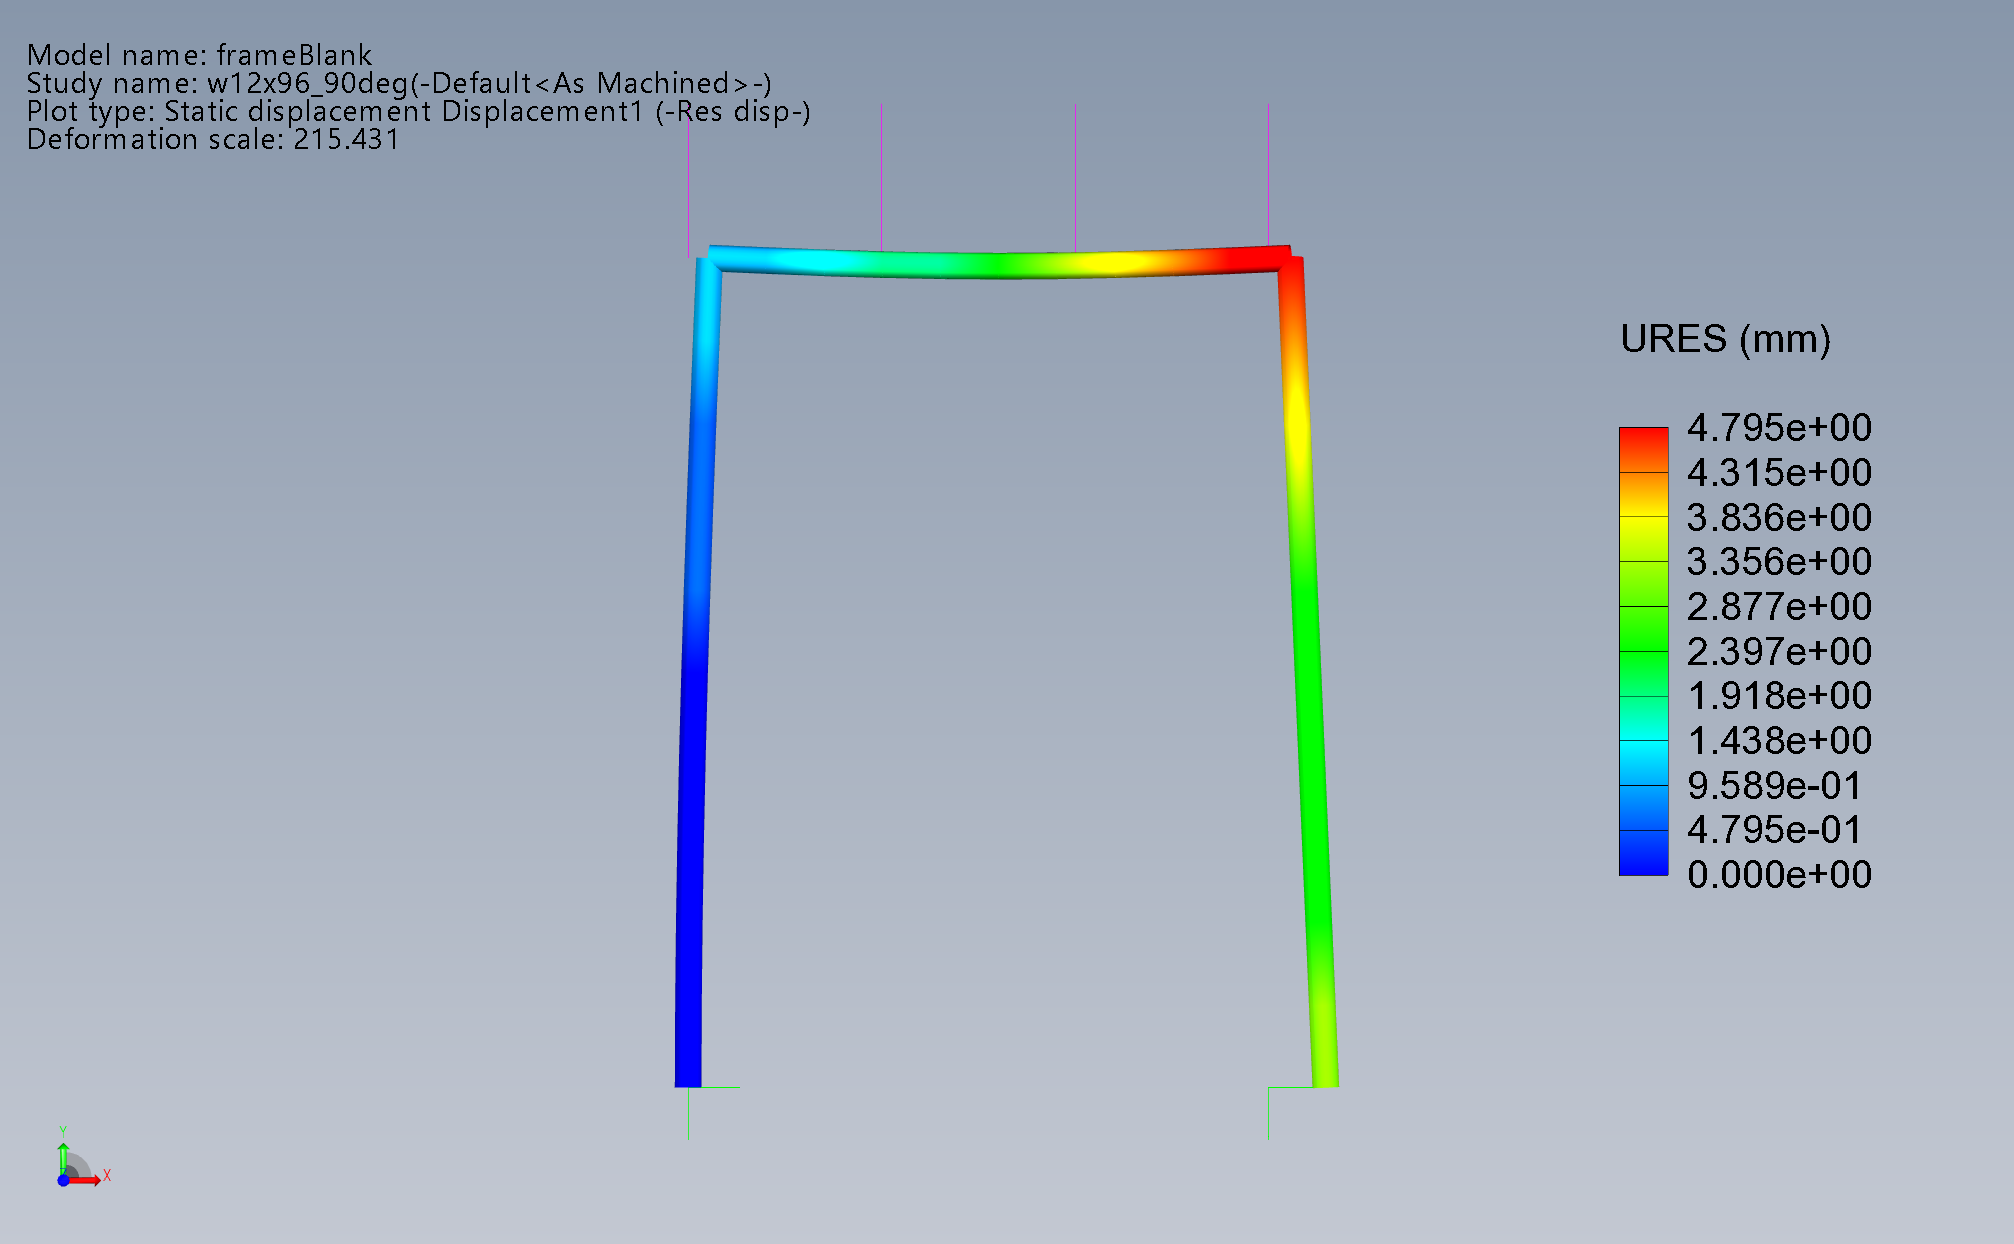 Model name: frameBlank
Study name: w12x96_90deg(-Default<As Machined>-)
Plot type: Static displacement Displacement1 (-Res disp-)
Deformation scale: 215.431
URES (mm)
4.795e+00
4.315e+00
3.836e+00
3.356e+00
2.877e+00
2.397e+00
1.918e+00
1.438e+00
9.589e-01
4.795e-01
0.000e+00
Y
X